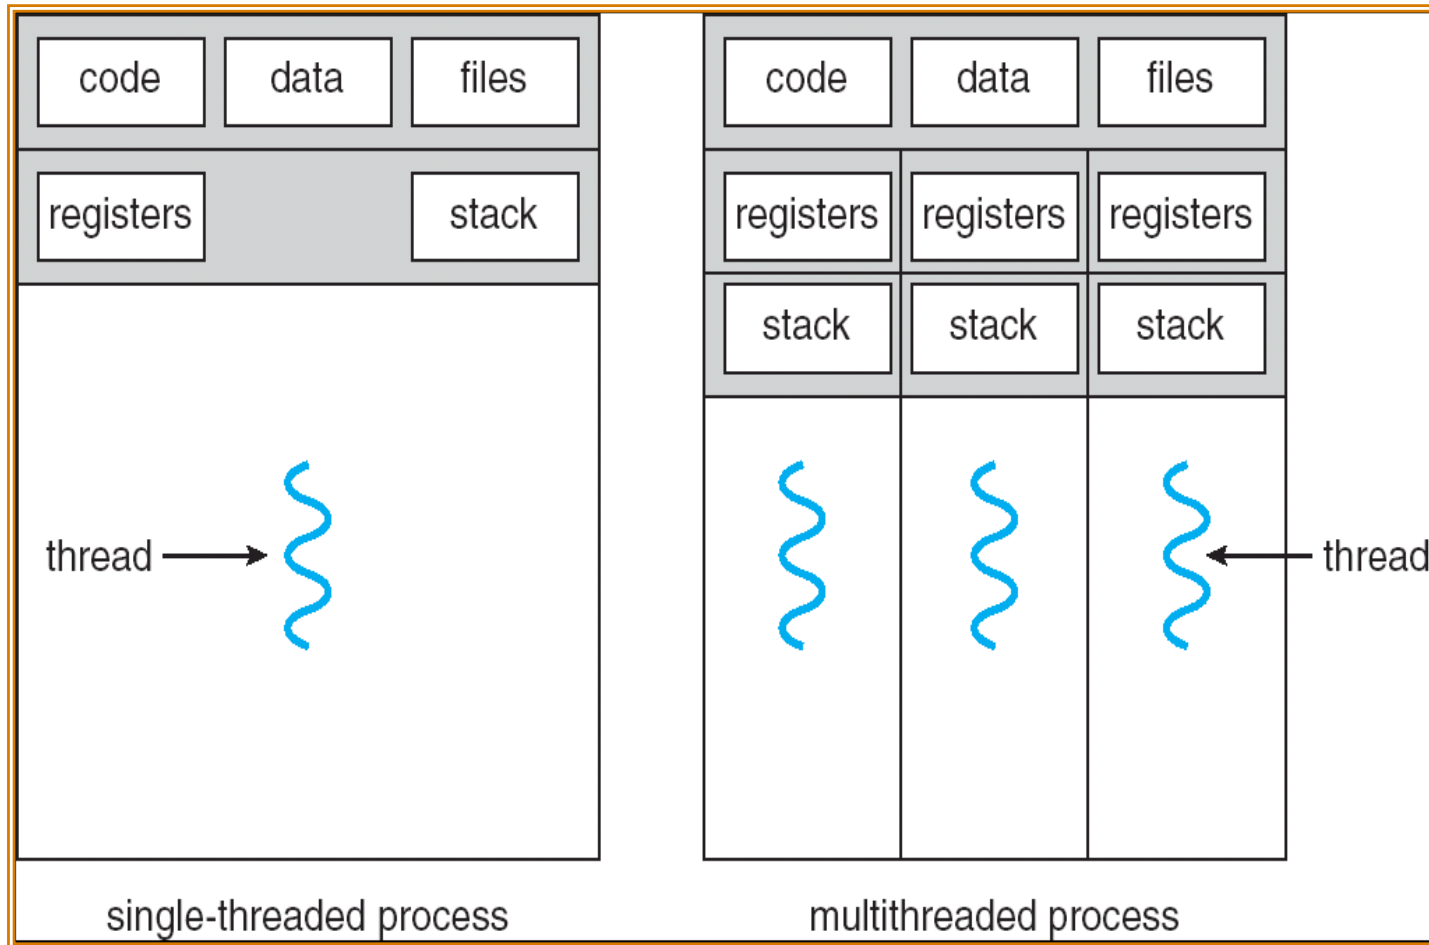 code data files
registers stack
thread
single-threaded process
code data files
registers registers registers
stack stack stack
thread
multithreaded process